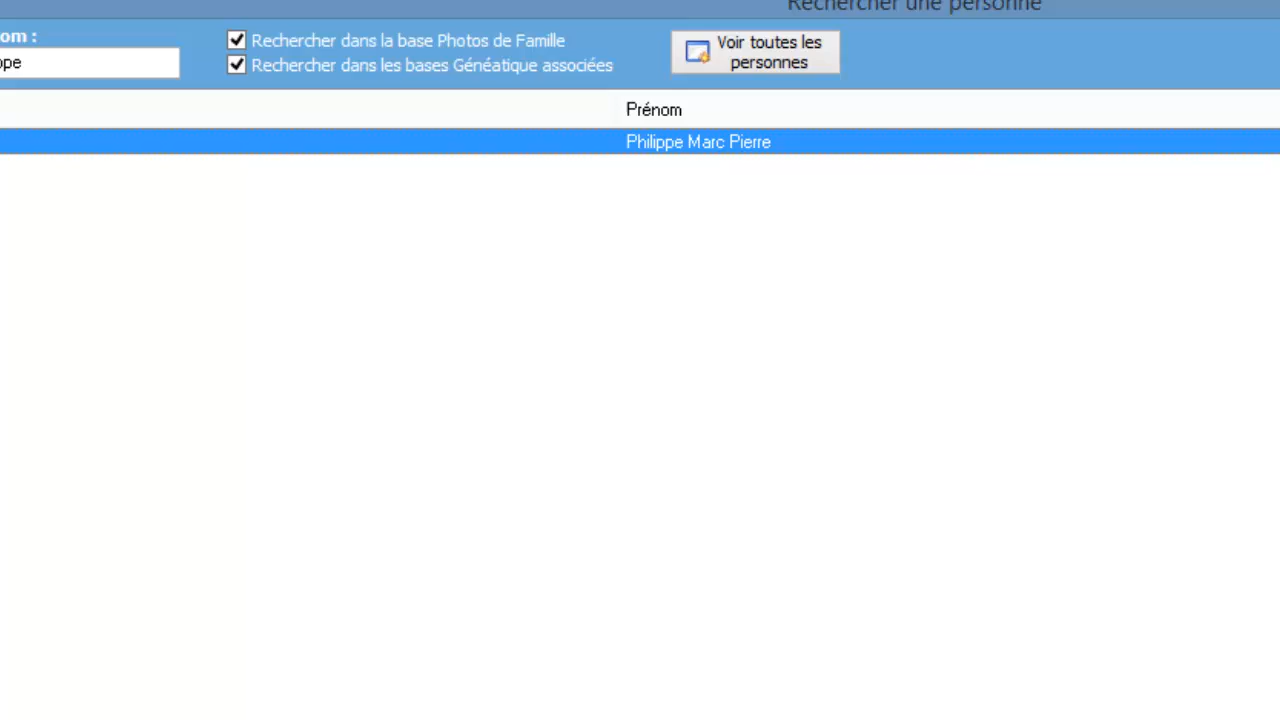 Rechercher une personne
om :
ppe
Rechercher dans la base Photos de Famille
Rechercher dans les bases Généatique associées
Voir toutes les
personnes
Prénom
Philippe Marc Pierre